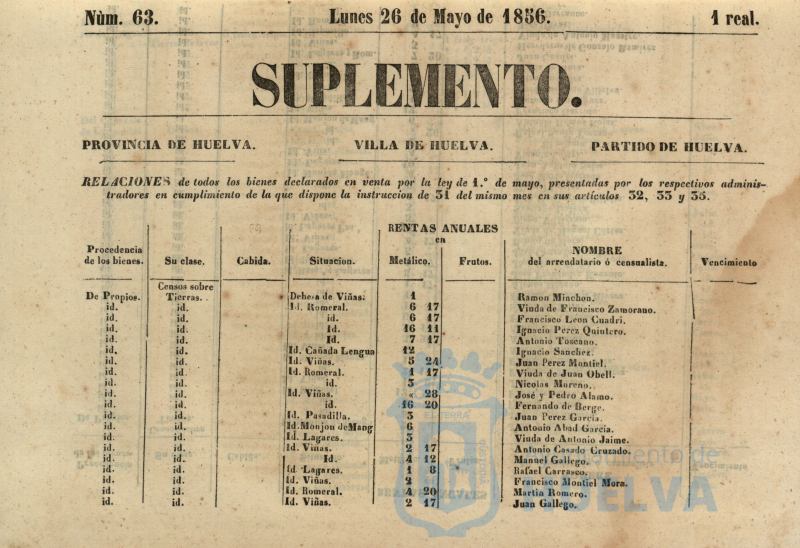 Núm. 63. Lunes 26 de Mayo de 1856. 1 real.
SUPLEMENTO.
PROVINCIA DE HUELVA. VILLA DE HUELVA. PARTIDO DE HUELVA.
RELACIONES de todos los bienes declarados en venta por la ley de 1.º de mayo, presentadas por los respectivos adminis-
tradores en cumplimiento de la que dispone la instruccion de 31 del mismo mes en sus artículos 32, 33 y 35.
RENTAS ANUALES
en
Procedencia de los bienes. Su clase. Cabida. Situacion. Metálico. Frutos. NOMBRE del arrendatario ó censualista. Vencimiento
Censos sobre
De Propios. Tierras. Dehesa de Viñas. 1 Ramon Minchon.
id. id. Id. Romeral. 6 17 Viuda de Francisco Zamorano.
id. id. id. 6 17 Francisco Leon Cuadri.
id. id. Id. 16 11 Ignacio Perez Quintero.
id. id. Id. 7 17 Antonio Toscano.
id. id. Id. Cañada Lengua 12 Ignacio Sanchez.
id. id. Id. Viñas. 5 24 Juan Perez Montiel.
id. id. Id. Romeral. 1 17 Viuda de Juan Obell.
id. id. id. 3 Nicolas Moreno.
id. id. Id. Viñas. « 28 José y Pedro Alamo.
id. id. id. 16 20 Fernando de Berge.
id. id. Id. Pasadilla. 3 Juan Perez Garcia.
id. id. Id. Monjon de Mang 6 Antonio Abad Garcia.
id. id. Id. Lagares. 3 Viuda de Antonio Jaime.
id. id. Id. Viñas. 2 17 Antonio Casado Cruzado.
id. id. Id. 4 12 Manuel Gallego.
id. id. Id. Lagares. 1 8 Rafael Carrasco.
id. id. Id. Viñas. 2 Francisco Montiel Mora.
id. id. Id. Romeral. 4 20 Martin Romero.
id. id. Id. Viñas. 2 17 Juan Gallego.
HUELVA